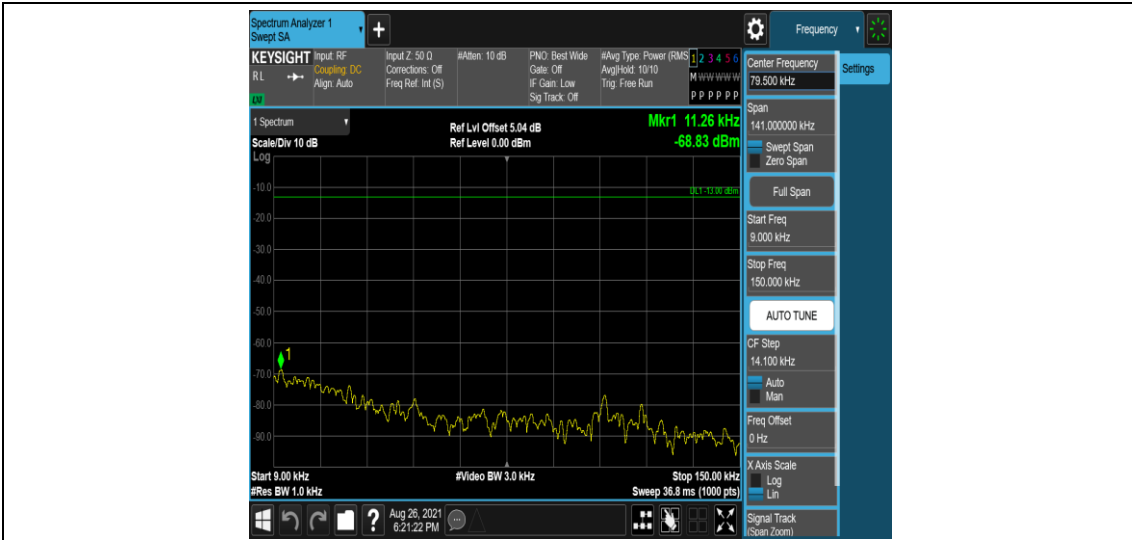 Spectrum Analyzer 1
Swept SA
Frequency
KEYSIGHT
RL
LXI
Input: RF
Coupling: DC
Align: Auto
Input Z: 50 Ω
Corrections: Off
Freq Ref: Int (S)
#Atten: 10 dB
PNO: Best Wide
Gate: Off
IF Gain: Low
Sig Track: Off
#Avg Type: Power (RMS
Avg|Hold: 10/10
Trig: Free Run
1 2 3 4 5 6
M W W W W W
P P P P P P
1 Spectrum
Scale/Div 10 dB
Log
Ref Lvl Offset 5.04 dB
Ref Level 0.00 dBm
Mkr1 11.26 kHz
-68.83 dBm
DL1 -13.00 dBm
-10.0
-20.0
-30.0
-40.0
-50.0
-60.0
-70.0
-80.0
-90.0
1
Start 9.00 kHz
#Res BW 1.0 kHz
#Video BW 3.0 kHz
Stop 150.00 kHz
Sweep 36.8 ms (1000 pts)
Aug 26, 2021
6:21:22 PM
Center Frequency
79.500 kHz
Settings
Span
141.000000 kHz
Swept Span
Zero Span
Full Span
Start Freq
9.000 kHz
Stop Freq
150.000 kHz
AUTO TUNE
CF Step
14.100 kHz
Auto
Man
Freq Offset
0 Hz
X Axis Scale
Log
Lin
Signal Track
(Span Zoom)